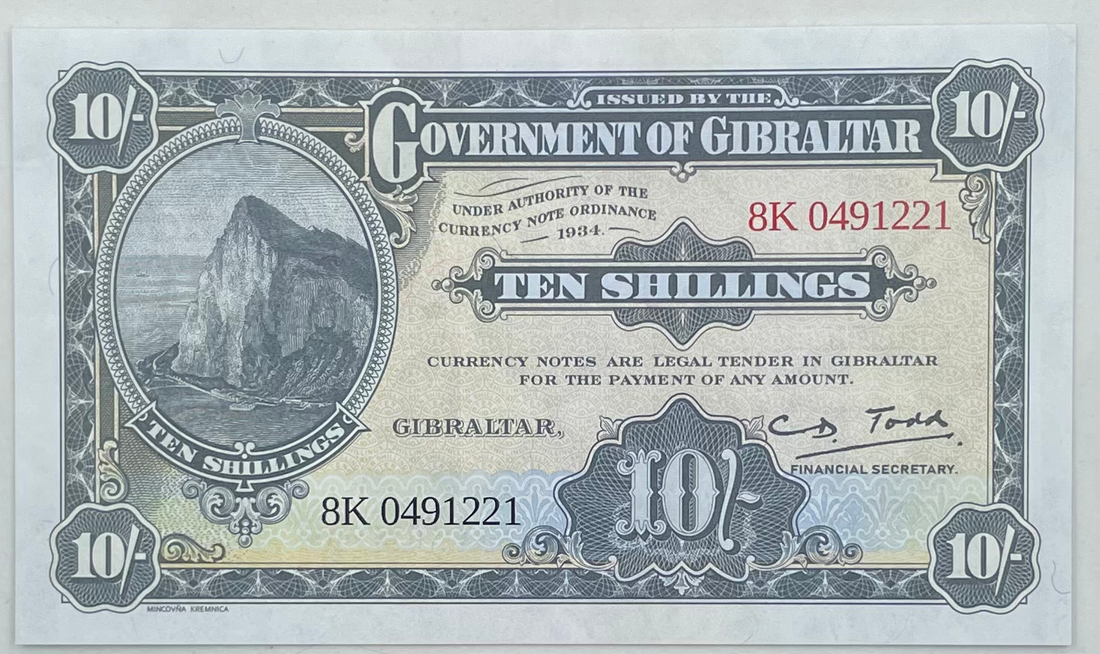 10/-
ISSUED BY THE
10/-
GOVERNMENT OF GIBRALTAR
UNDER AUTHORITY OF THE
CURRENCY NOTE ORDINANCE
1934.
8K 0491221
TEN SHILLINGS
CURRENCY NOTES ARE LEGAL TENDER IN GIBRALTAR
FOR THE PAYMENT OF ANY AMOUNT.
GIBRALTAR,
C D. Todd.
TEN SHILLINGS
FINANCIAL SECRETARY.
10/-
8K 0491221
10/-
10/-
MINCOVŇA KREMNICA